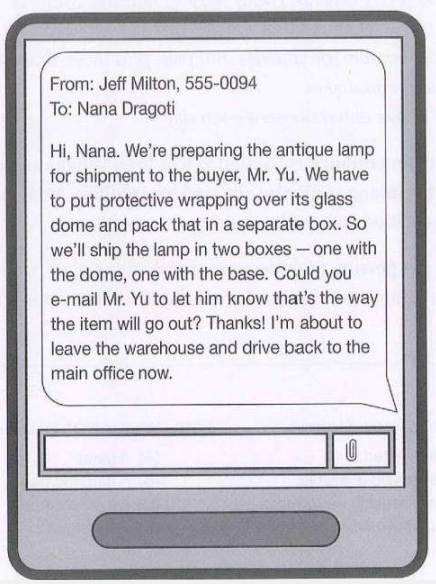 From: Jeff Milton, 555-0094
To: Nana Dragoti
Hi, Nana. We're preparing the antique lamp
for shipment to the buyer, Mr. Yu. We have
to put protective wrapping over its glass
dome and pack that in a separate box. So
we'll ship the lamp in two boxes — one with
the dome, one with the base. Could you
e-mail Mr. Yu to let him know that's the way
the item will go out? Thanks! I'm about to
leave the warehouse and drive back to the
main office now.